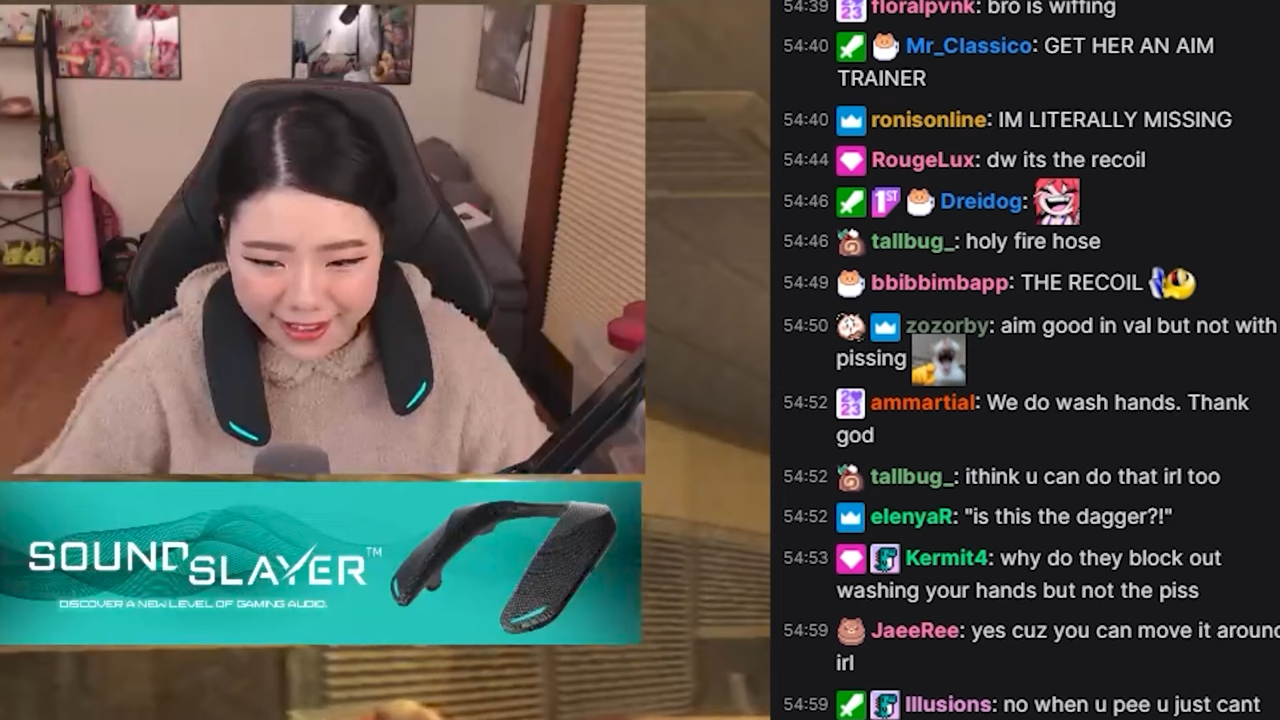 54:39 floralpvnk: bro is wiffing
54:40 Mr_Classico: GET HER AN AIM
TRAINER
54:40 ronisonline: IM LITERALLY MISSING
54:44 RougeLux: dw its the recoil
54:46 1ST Dreidog:
54:46 tallbug_: holy fire hose
54:49 bbibbimbapp: THE RECOIL
54:50 zozorby: aim good in val but not with
pissing
54:52 ammartial: We do wash hands. Thank
god
54:52 tallbug_: ithink u can do that irl too
54:52 elenyaR: "is this the dagger?!"
54:53 Kermit4: why do they block out
washing your hands but not the piss
54:59 JaeeRee: yes cuz you can move it around
irl
54:59 Illusions: no when u pee u just cant
SOUNDSLAYER™
DISCOVER A NEW LEVEL OF GAMING AUDIO.